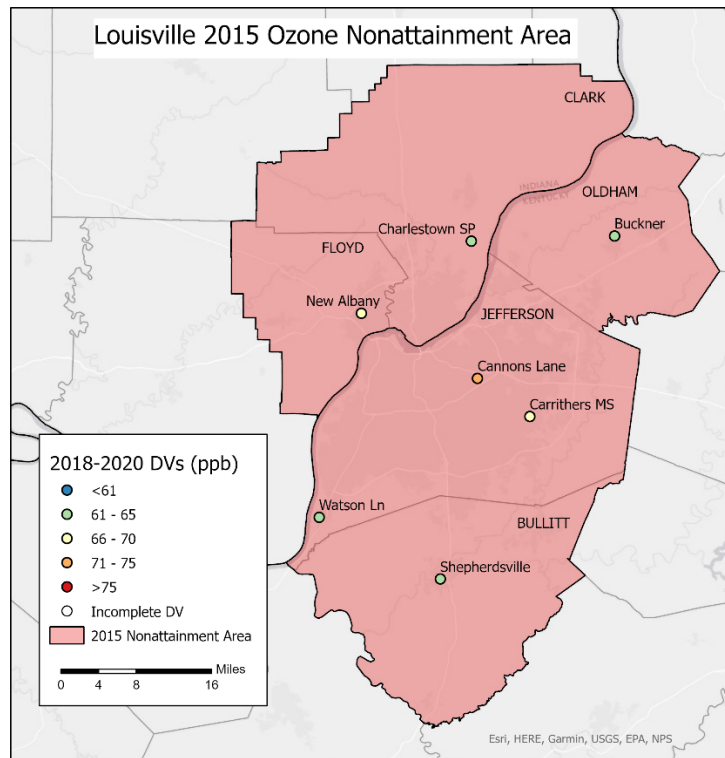 Louisville 2015 Ozone Nonattainment Area
CLARK
INDIANA
KENTUCKY
OLDHAM
Buckner
Charlestown SP
FLOYD
New Albany
JEFFERSON
Cannons Lane
Carrithers MS
Watson Ln
BULLITT
Shepherdsville
2018-2020 DVs (ppb)
<61
61 - 65
66 - 70
71 - 75
>75
Incomplete DV
2015 Nonattainment Area
Miles
0 4 8 16
Esri, HERE, Garmin, USGS, EPA, NPS